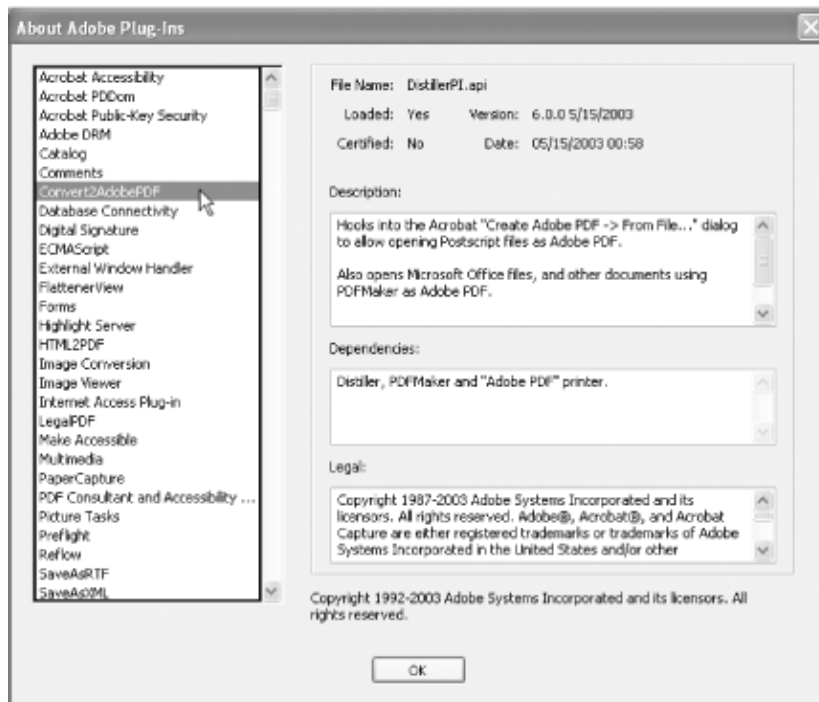 About Adobe Plug-Ins
Acrobat Accessibility
Acrobat PDDom
Acrobat Public-Key Security
Adobe DRM
Catalog
Comments
Convert2AdobePDF
Database Connectivity
Digital Signature
ECMAScript
External Window Handler
FlattenerView
Forms
Highlight Server
HTML2PDF
Image Conversion
Image Viewer
Internet Access Plug-in
LegalPDF
Make Accessible
Multimedia
PaperCapture
PDF Consultant and Accessibility ...
Picture Tasks
Preflight
Reflow
SaveAsRTF
SaveAsXML
File Name: DistillerPI.api
Loaded: Yes Version: 6.0.0 5/15/2003
Certified: No Date: 05/15/2003 00:58
Description:
Hooks into the Acrobat "Create Adobe PDF -> From File..." dialog
to allow opening Postscript files as Adobe PDF.
Also opens Microsoft Office files, and other documents using
PDFMaker as Adobe PDF.
Dependencies:
Distiller, PDFMaker and "Adobe PDF" printer.
Legal:
Copyright 1987-2003 Adobe Systems Incorporated and its
licensors. All rights reserved. Adobe®, Acrobat®, and Acrobat
Capture are either registered trademarks or trademarks of Adobe
Systems Incorporated in the United States and/or other
Copyright 1992-2003 Adobe Systems Incorporated and its licensors. All
rights reserved.
OK